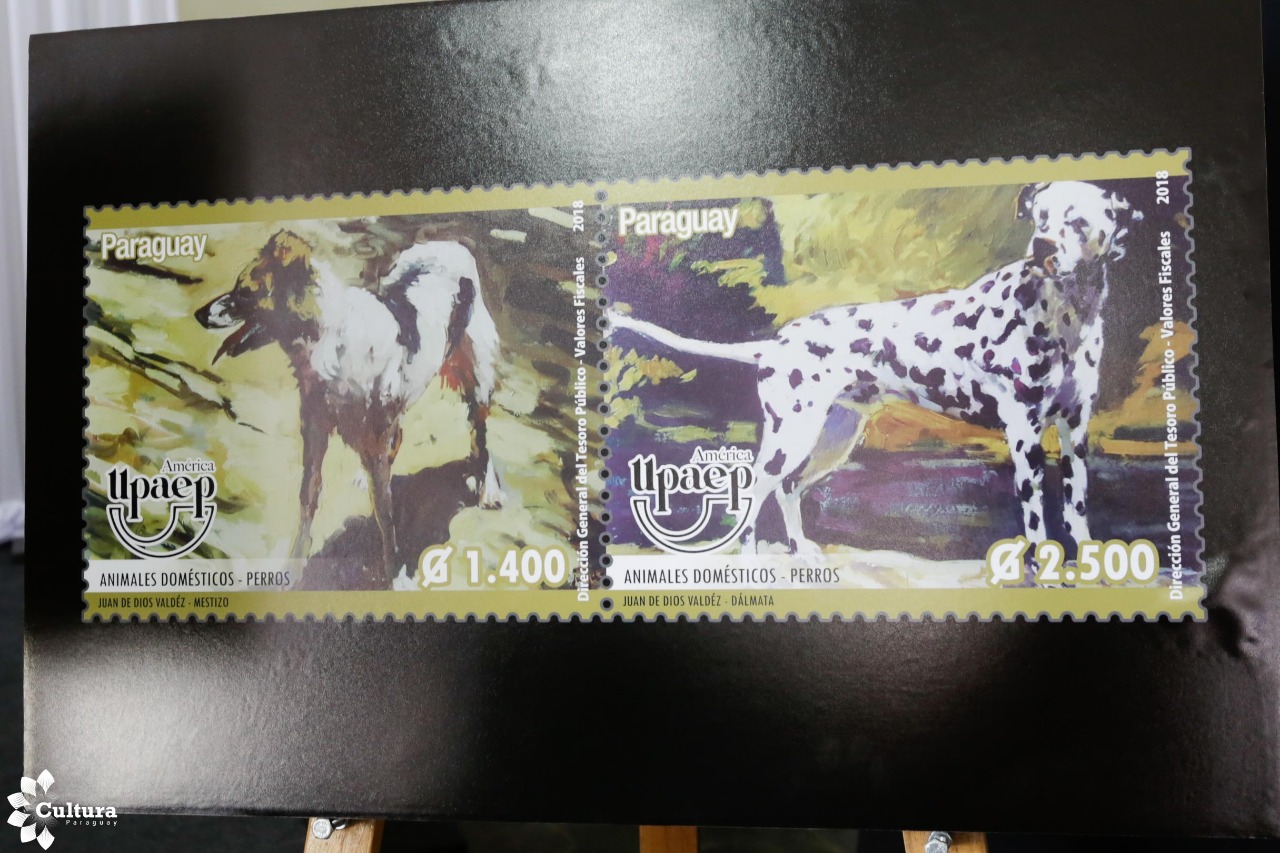 Paraguay
2018
Dirección General del Tesoro Público - Valores Fiscales
América
upaep
₲ 1.400
ANIMALES DOMÉSTICOS - PERROS
JUAN DE DIOS VALDÉZ - MESTIZO
Paraguay
2018
Dirección General del Tesoro Público - Valores Fiscales
América
upaep
₲ 2.500
ANIMALES DOMÉSTICOS - PERROS
JUAN DE DIOS VALDÉZ - DÁLMATA
Cultura
Paraguay